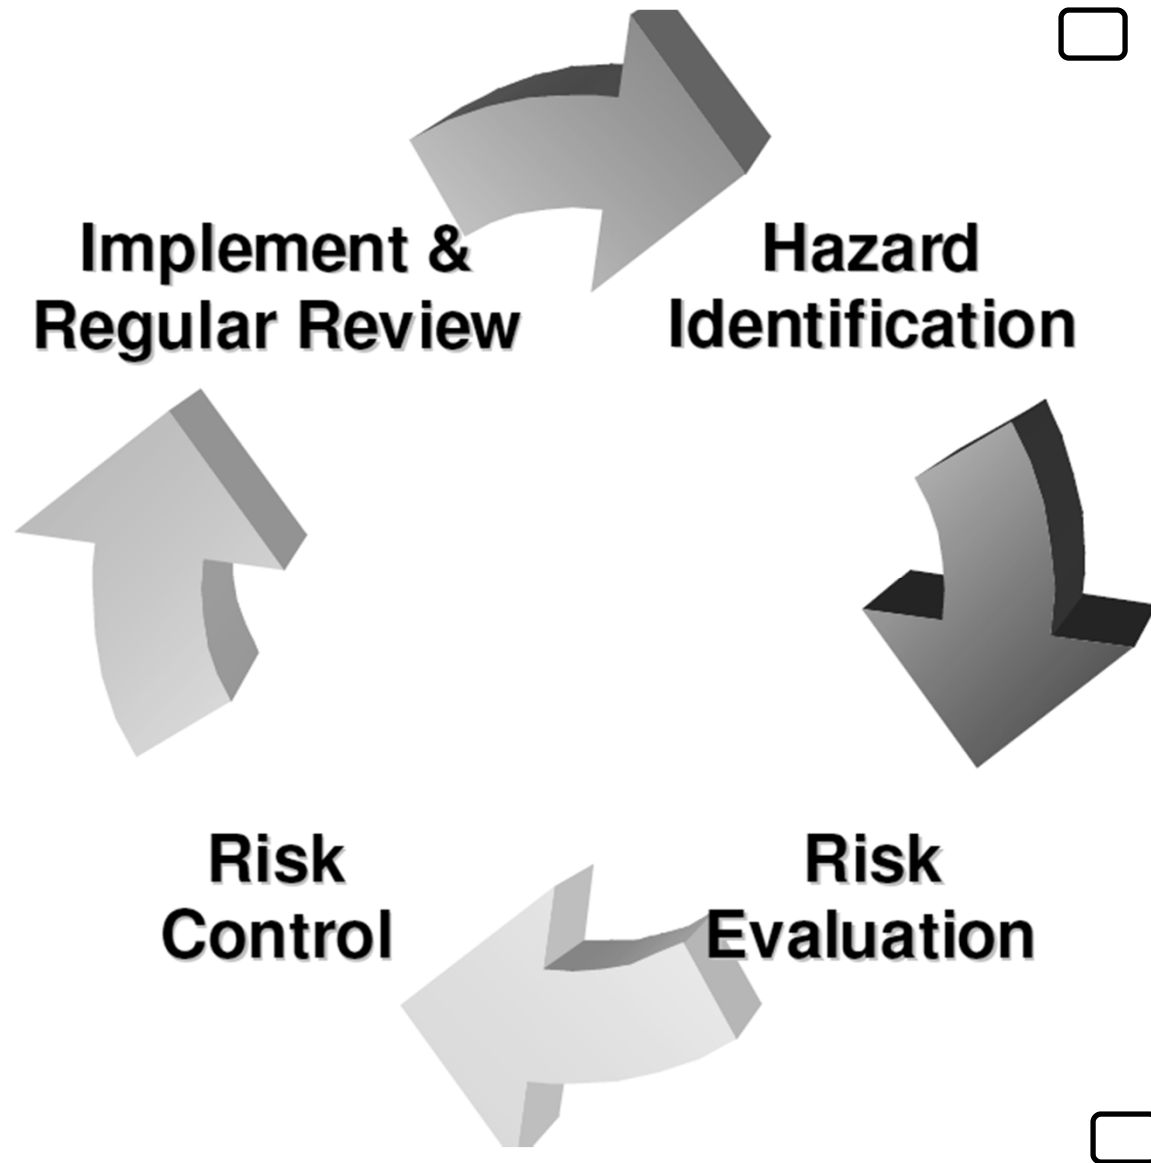 Implement &
Regular Review
Hazard
Identification
Risk
Control
Risk
Evaluation